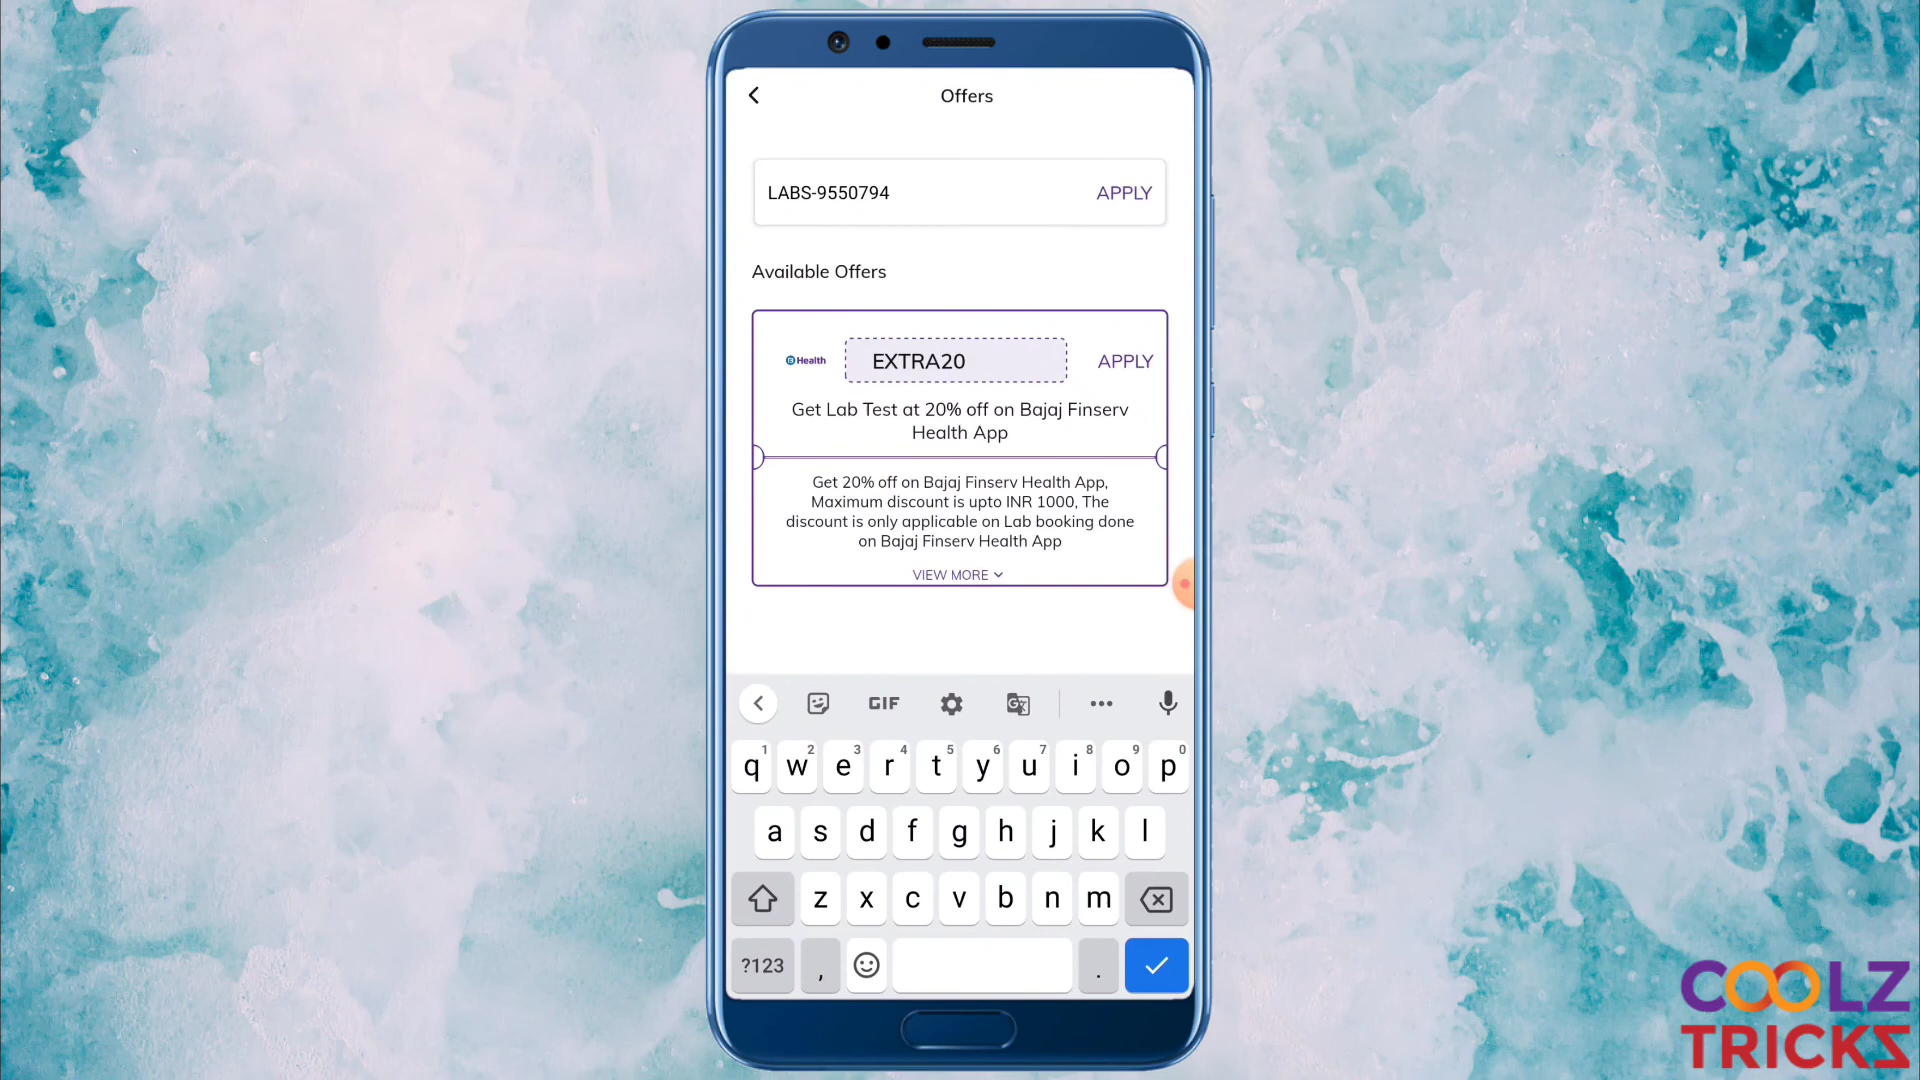 Offers
LABS-9550794 APPLY
Available Offers
Health EXTRA20 APPLY
Get Lab Test at 20% off on Bajaj Finserv
Health App
Get 20% off on Bajaj Finserv Health App,
Maximum discount is upto INR 1000, The
discount is only applicable on Lab booking done
on Bajaj Finserv Health App
VIEW MORE
GIF
1 2 3 4 5 6 7 8 9 0
q w e r t y u i o p
a s d f g h j k l
z x c v b n m
?123 , .
COOLZ
TRICKS